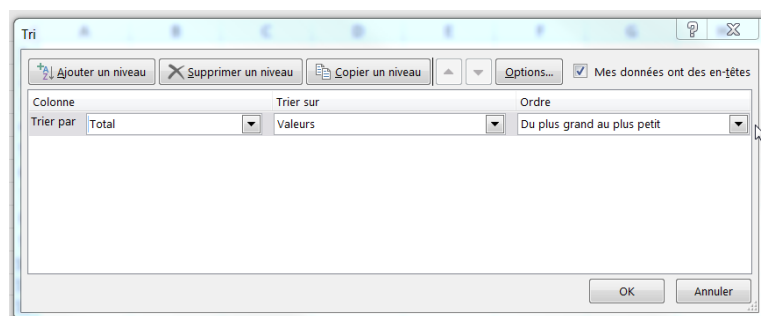 Tri
A B C D E F G
Ajouter un niveau Supprimer un niveau Copier un niveau Options... Mes données ont des en-têtes
Colonne Trier sur Ordre
Trier par Total Valeurs Du plus grand au plus petit
OK Annuler